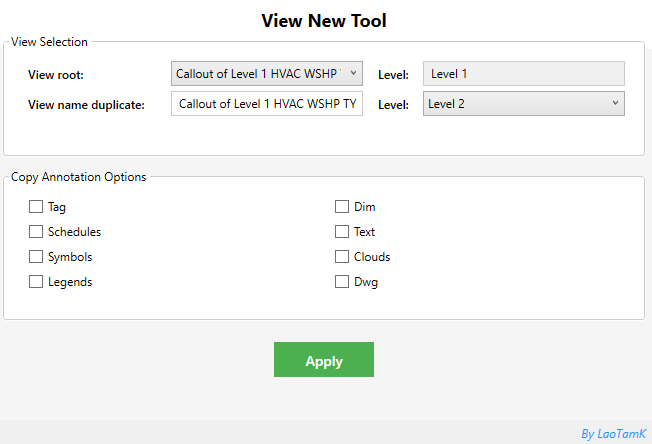 View New Tool
View Selection
View root: Callout of Level 1 HVAC WSHP Level: Level 1
View name duplicate: Callout of Level 1 HVAC WSHP TY Level: Level 2
Copy Annotation Options
Tag Dim
Schedules Text
Symbols Clouds
Legends Dwg
Apply
By LaoTamK